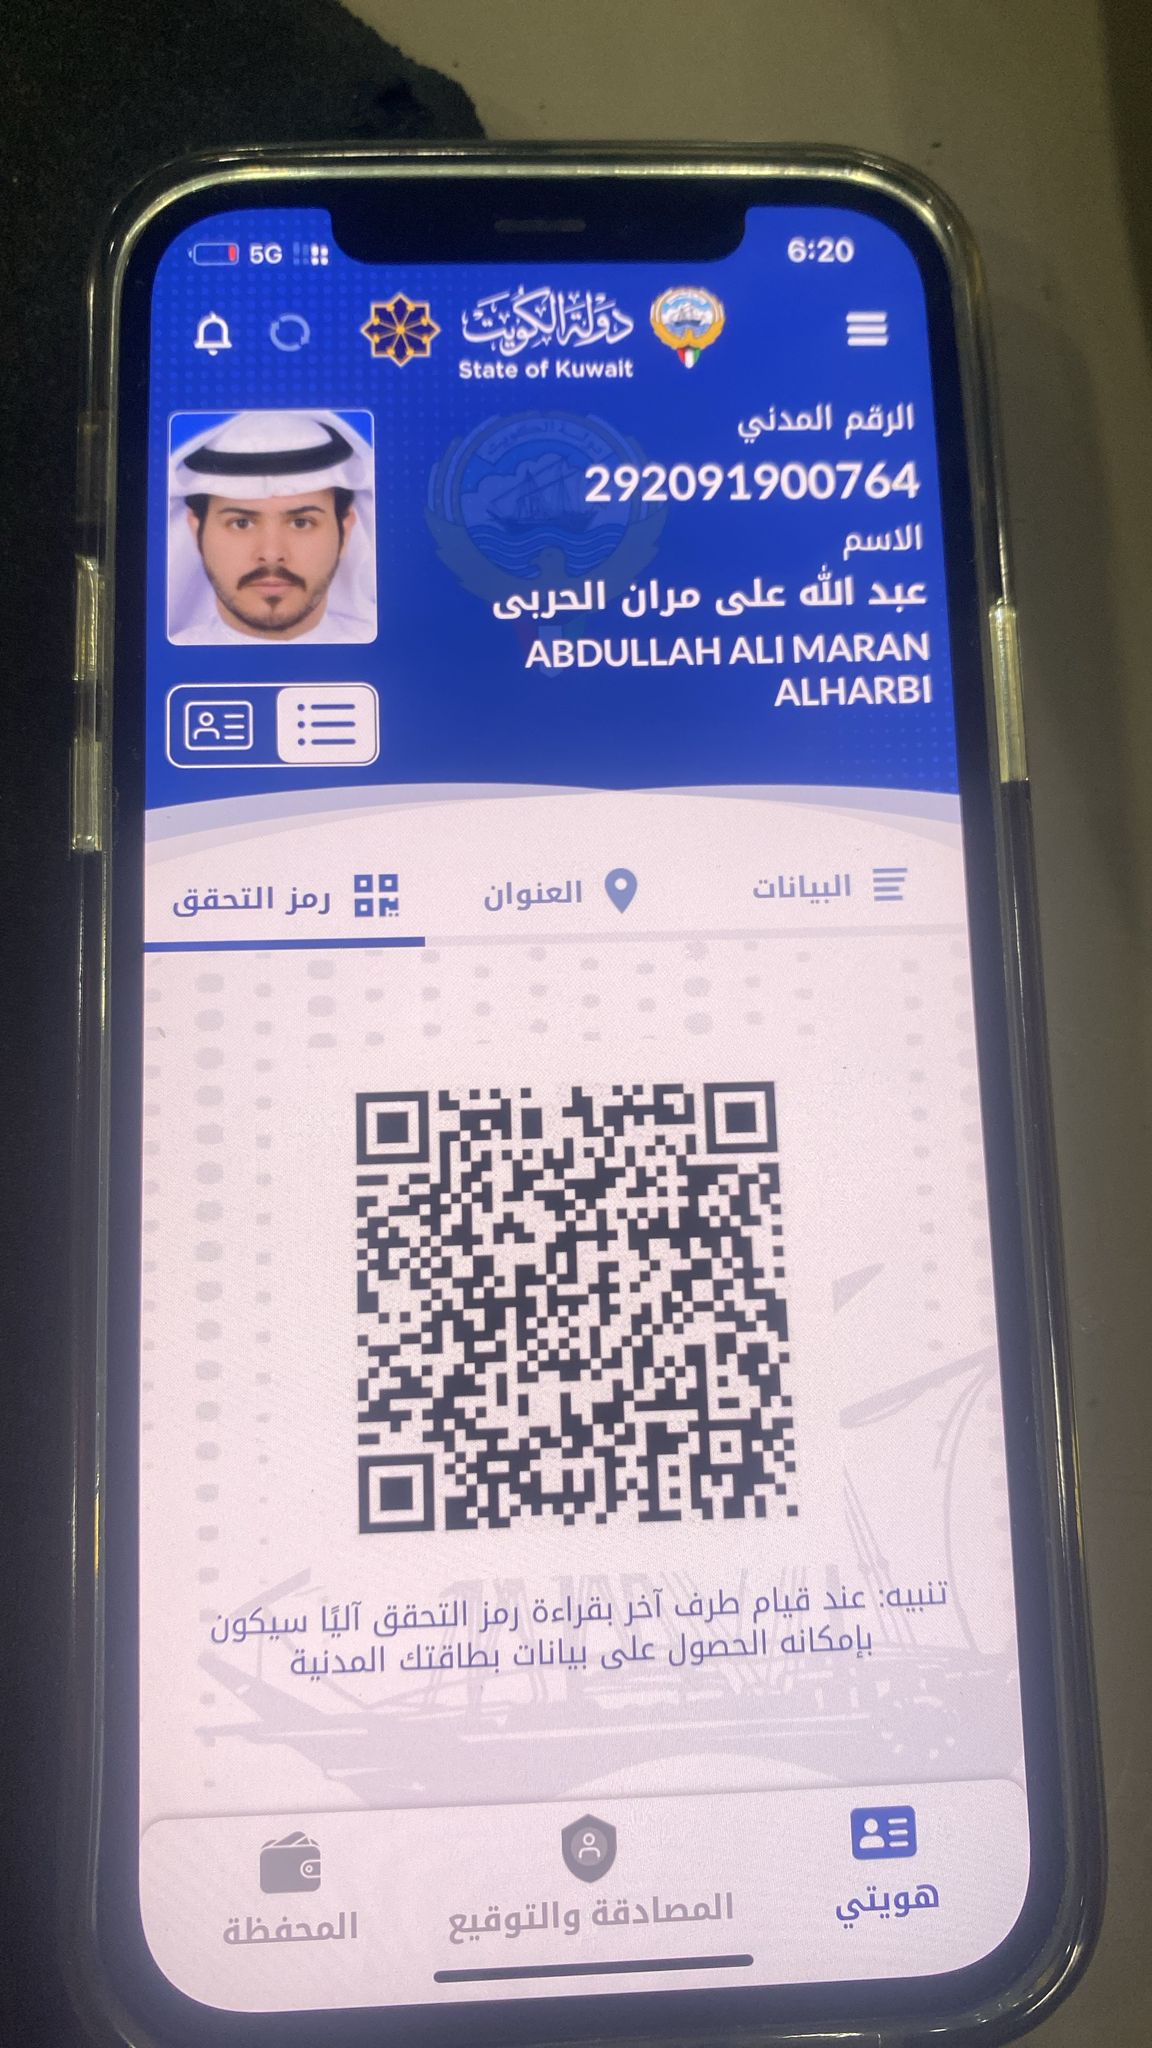 5G
6:20
دولة الكويت
State of Kuwait
الرقم المدني
292091900764
الاسم
عبد الله على مران الحربى
ABDULLAH ALI MARAN
ALHARBI
البيانات
العنوان
رمز التحقق
تنبيه: عند قيام طرف آخر بقراءة رمز التحقق آليًا سيكون
بإمكانه الحصول على بيانات بطاقتك المدنية
هويتي
المصادقة والتوقيع
المحفظة